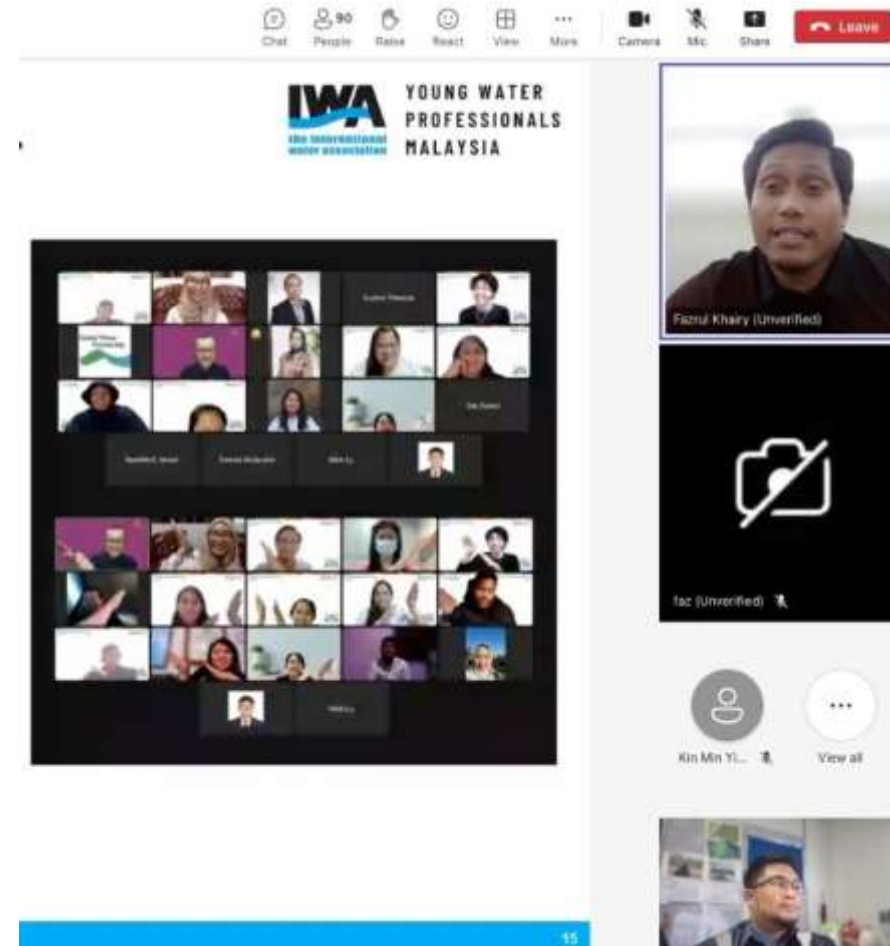 90
Chat People Raise React View More Camera Mic Share Leave
IWA
the international
water association
YOUNG WATER
PROFESSIONALS
MALAYSIA
Fazrul Khairy (Unverified)
faz (Unverified)
Kin Min Yi...
View all
15